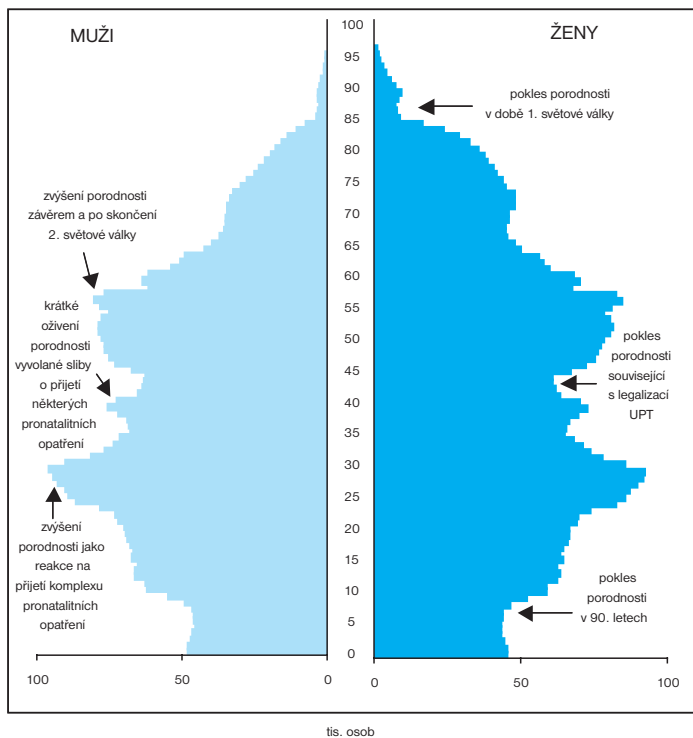 MUŽI
ŽENY
100
95
90
85
80
75
70
65
60
55
50
45
40
35
30
25
20
15
10
5
0
pokles porodnosti
v době 1. světové války
zvýšení porodnosti
závěrem a po skončení
2. světové války
krátké
oživení
porodnosti
vyvolané sliby
o přijetí
některých
pronatalitních
opatření
pokles
porodnosti
související
s legalizací
UPT
zvýšení
porodnosti jako
reakce na
přijetí komplexu
pronatalitních
opatření
pokles
porodnosti
v 90. letech
100 50 0
0 50 100
tis. osob